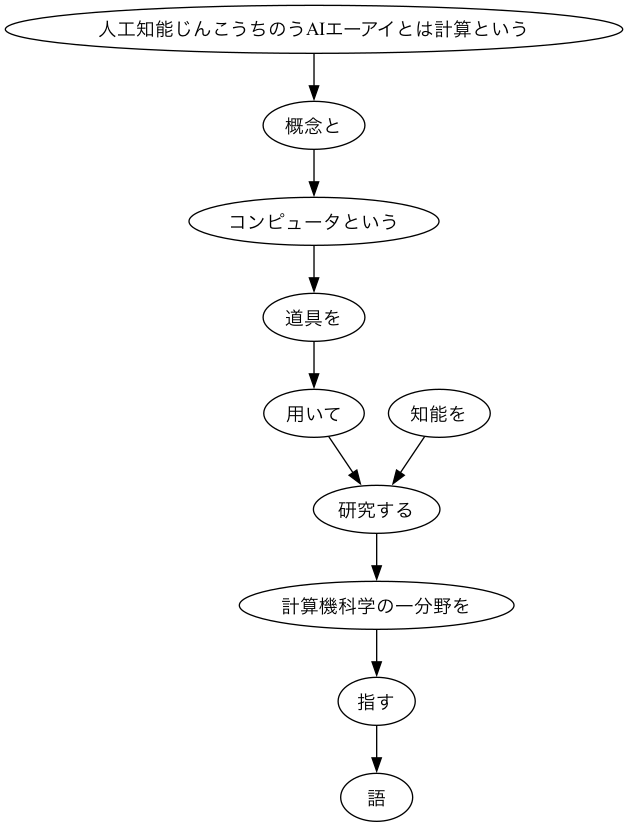 人工知能じんこうちのうAIエーアイとは計算という
概念と
コンピュータという
道具を
用いて
知能を
研究する
計算機科学の一分野を
指す
語